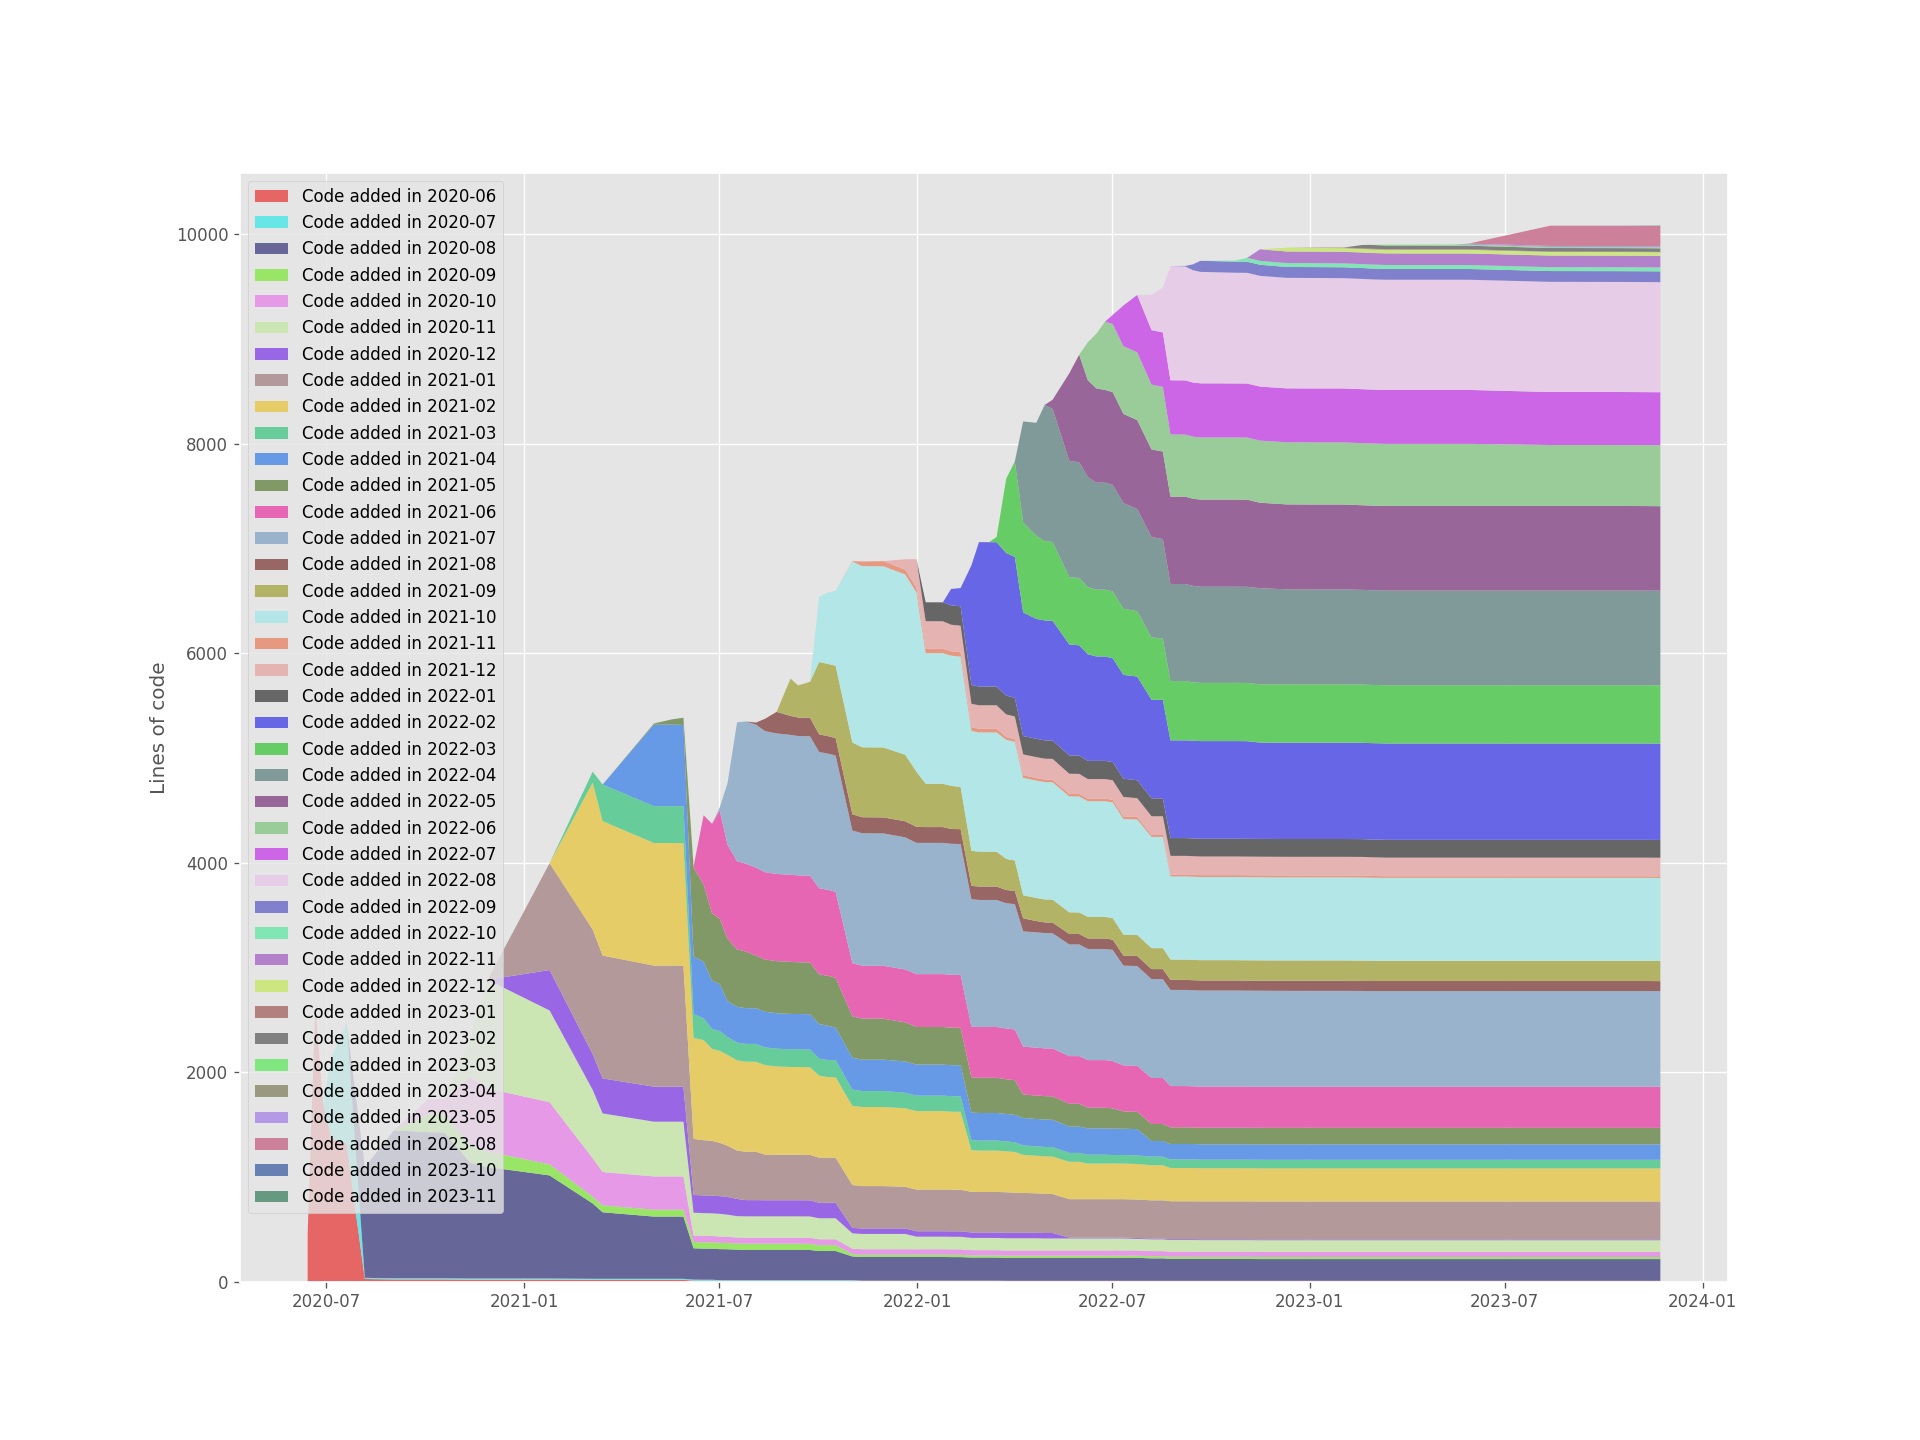 Code added in 2020-06
Code added in 2020-07
Code added in 2020-08
Code added in 2020-09
Code added in 2020-10
Code added in 2020-11
Code added in 2020-12
Code added in 2021-01
Code added in 2021-02
Code added in 2021-03
Code added in 2021-04
Code added in 2021-05
Code added in 2021-06
Code added in 2021-07
Code added in 2021-08
Code added in 2021-09
Code added in 2021-10
Code added in 2021-11
Code added in 2021-12
Code added in 2022-01
Code added in 2022-02
Code added in 2022-03
Code added in 2022-04
Code added in 2022-05
Code added in 2022-06
Code added in 2022-07
Code added in 2022-08
Code added in 2022-09
Code added in 2022-10
Code added in 2022-11
Code added in 2022-12
Code added in 2023-01
Code added in 2023-02
Code added in 2023-03
Code added in 2023-04
Code added in 2023-05
Code added in 2023-08
Code added in 2023-10
Code added in 2023-11
Lines of code
10000
8000
6000
4000
2000
0
2020-07 2021-01 2021-07 2022-01 2022-07 2023-01 2023-07 2024-01